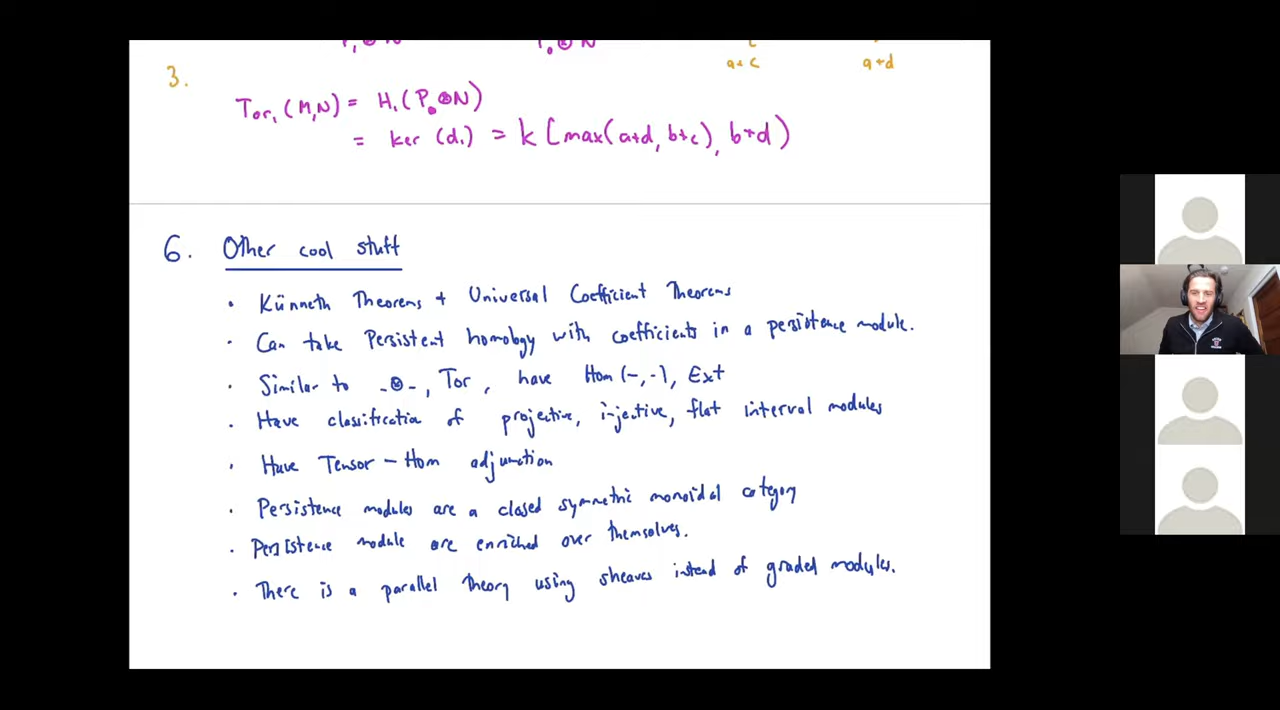 P₁⊗N P₀⊗N
a+c a+d
3.
Tor₁(M,N) = H₁(P.⊗N)
= ker(d₁) = k[max(a+d, b+c), b+d)
6. Other cool stuff
• Künneth Theorems + Universal Coefficient Theorems
• Can take Persistent homology with coefficients in a persistence module.
• Similar to -⊗-, Tor, have Hom(-,-), Ext
• Have classification of projective, injective, flat interval modules
• Have Tensor-Hom adjunction
• Persistence modules are a closed symmetric monoidal category
• Persistence module are enriched over themselves.
• There is a parallel theory using sheaves instead of graded modules.